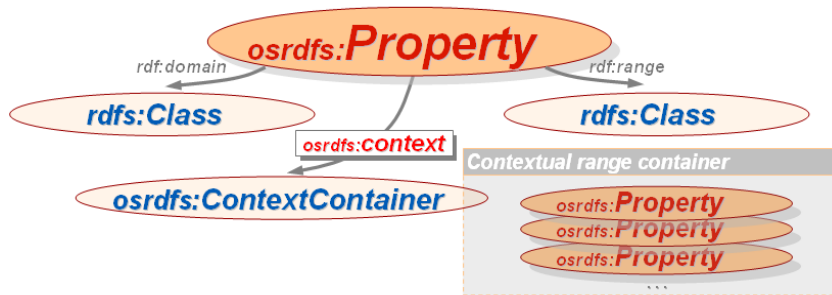 osrdfs:Property
rdf:domain
rdf:range
rdfs:Class
rdfs:Class
osrdfs:context
Contextual range container
osrdfs:ContextContainer
osrdfs:Property
osrdfs:Property
osrdfs:Property
...